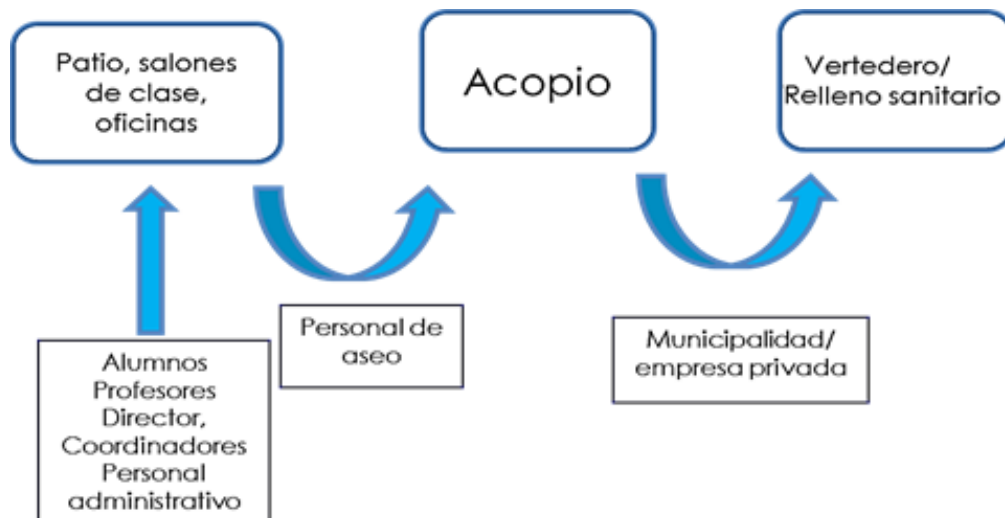 Patio, salones
de clase,
oficinas
Acopio
Vertedero/
Relleno sanitario
Personal de
aseo
Municipalidad/
empresa privada
Alumnos
Profesores
Director,
Coordinadores
Personal
administrativo